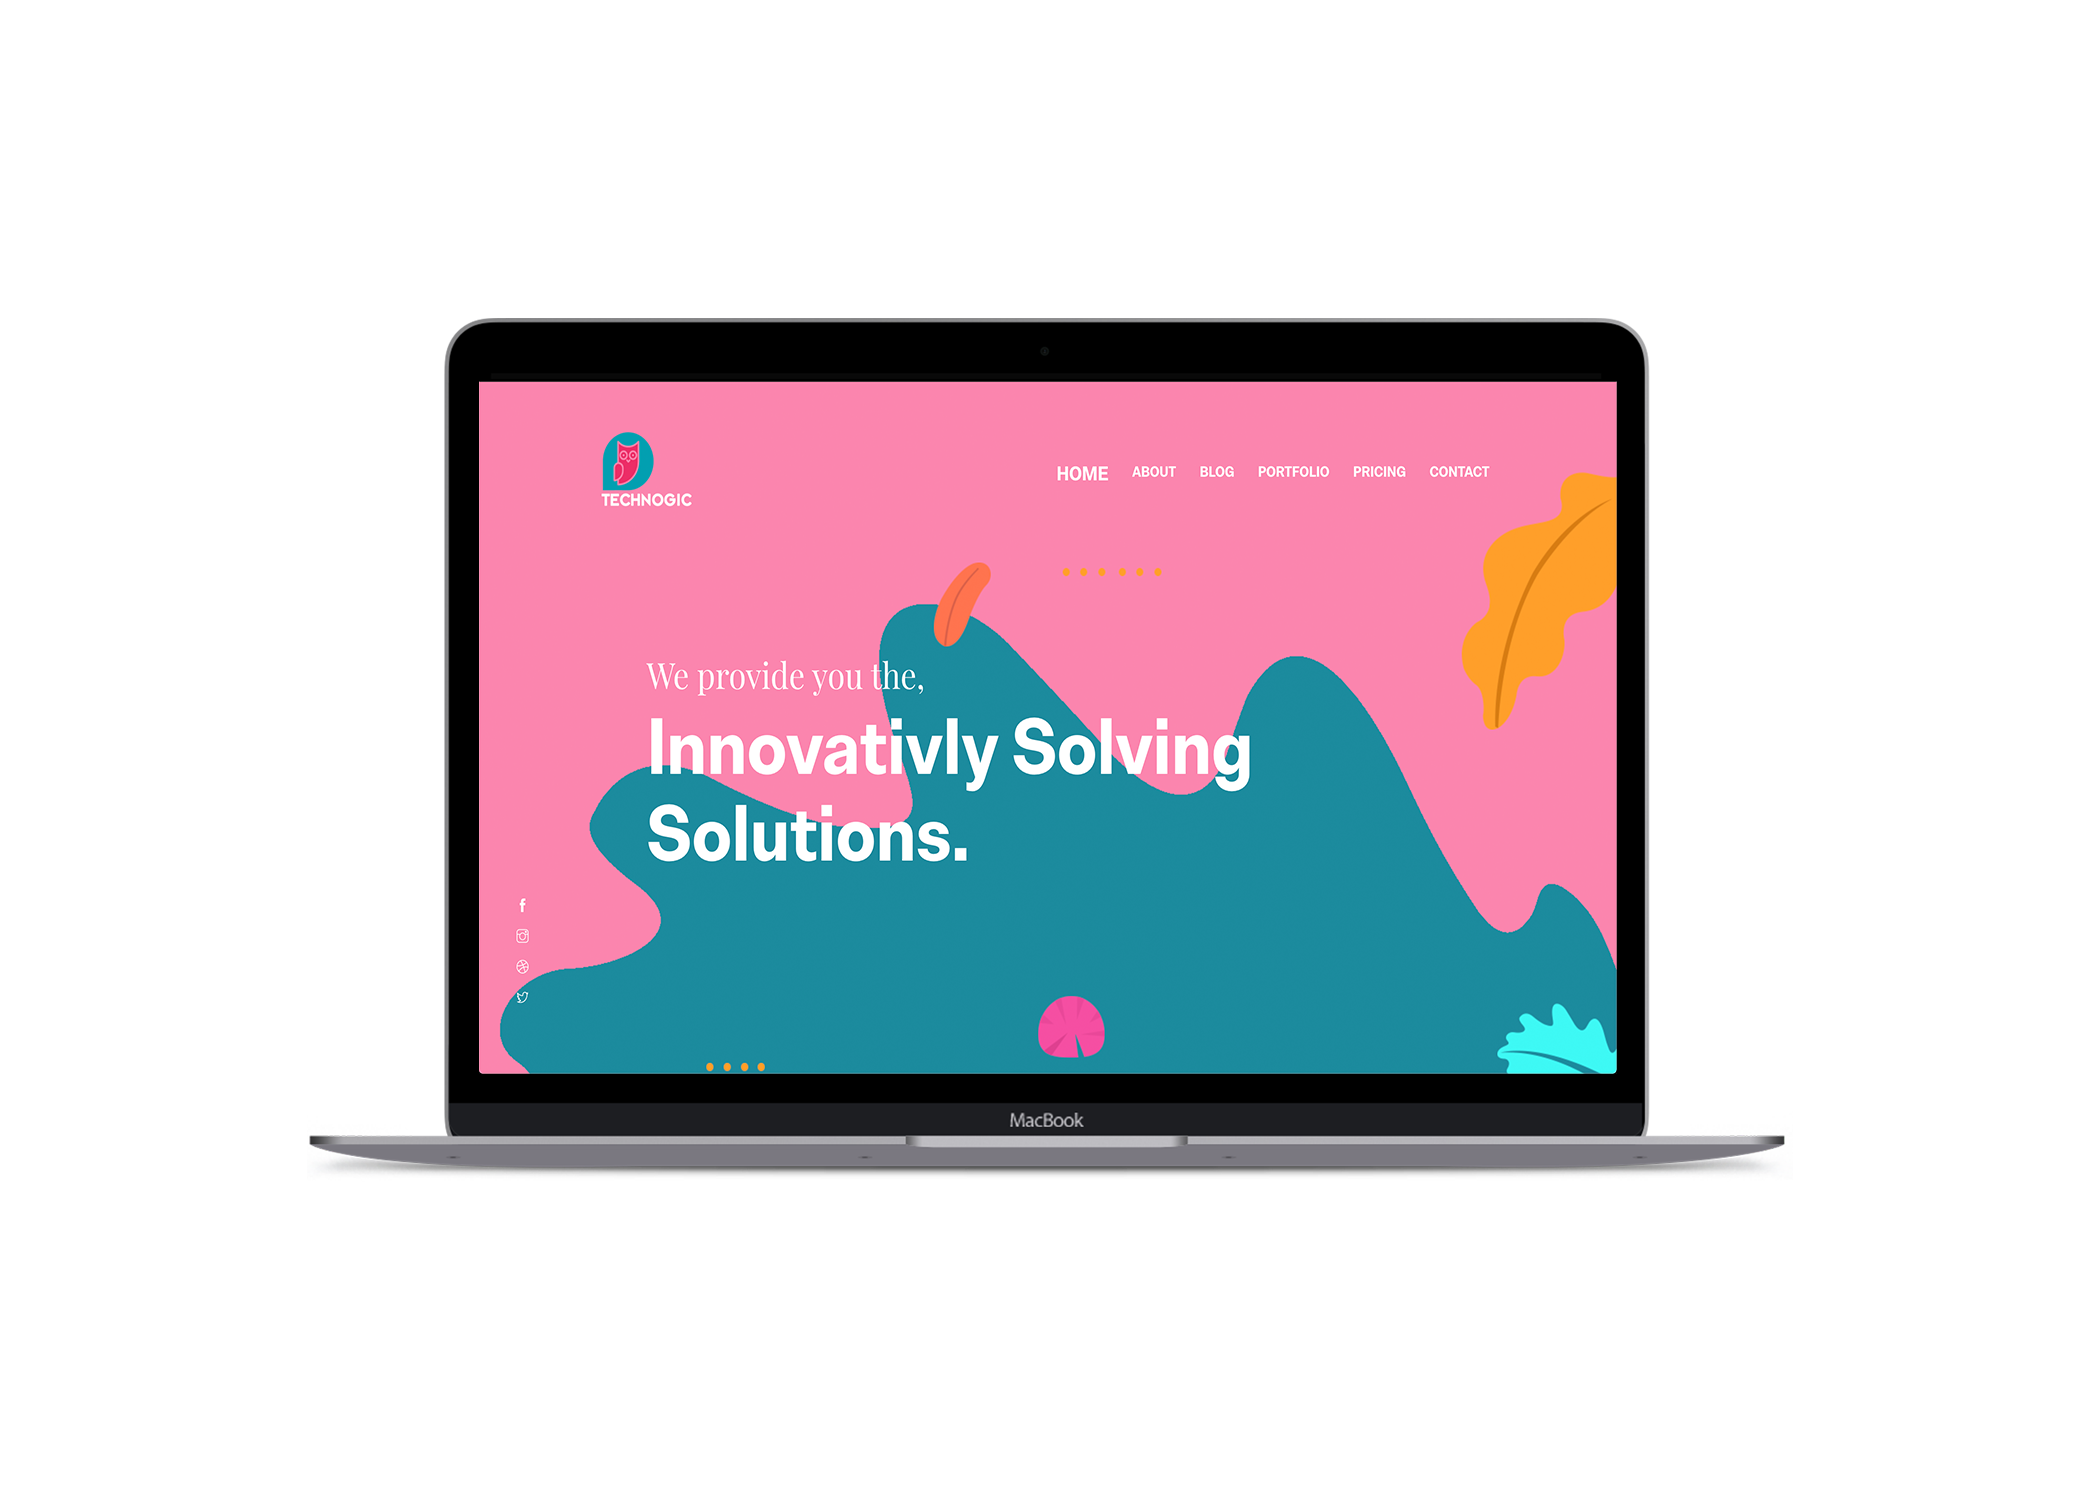 TECHNOGIC
HOME ABOUT BLOG PORTFOLIO PRICING CONTACT
We provide you the,
Innovativly Solving
Solutions.
MacBook